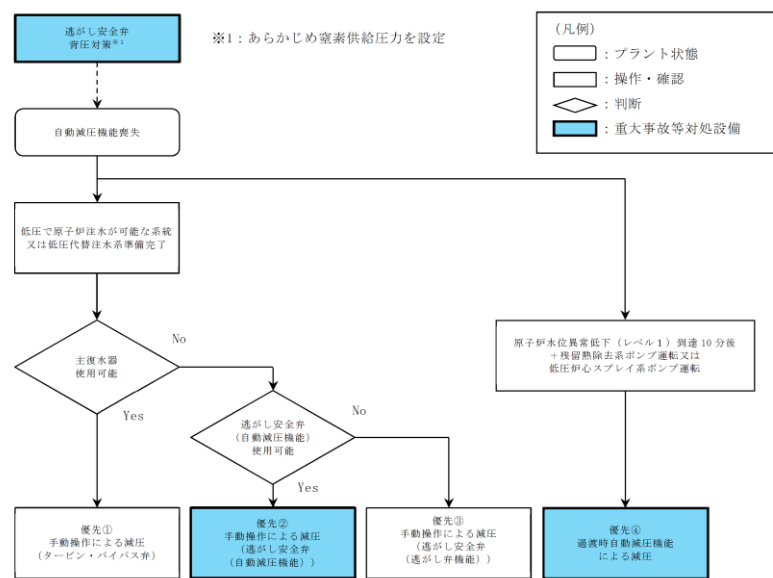 逃がし安全弁
背圧対策※1
※1：あらかじめ窒素供給圧力を設定
(凡例)
：プラント状態
：操作・確認
：判断
：重大事故等対処設備
自動減圧機能喪失
低圧で原子炉注水が可能な系統
又は低圧代替注水系準備完了
主復水器
使用可能
No
Yes
逃がし安全弁
(自動減圧機能)
使用可能
No
Yes
原子炉水位異常低下（レベル1）到達10分後
＋残留熱除去系ポンプ運転又は
低圧炉心スプレイ系ポンプ運転
優先①
手動操作による減圧
(タービン・バイパス弁)
優先②
手動操作による減圧
(逃がし安全弁
(自動減圧機能))
優先③
手動操作による減圧
(逃がし安全弁
(逃がし弁機能))
優先④
過渡時自動減圧機能
による減圧